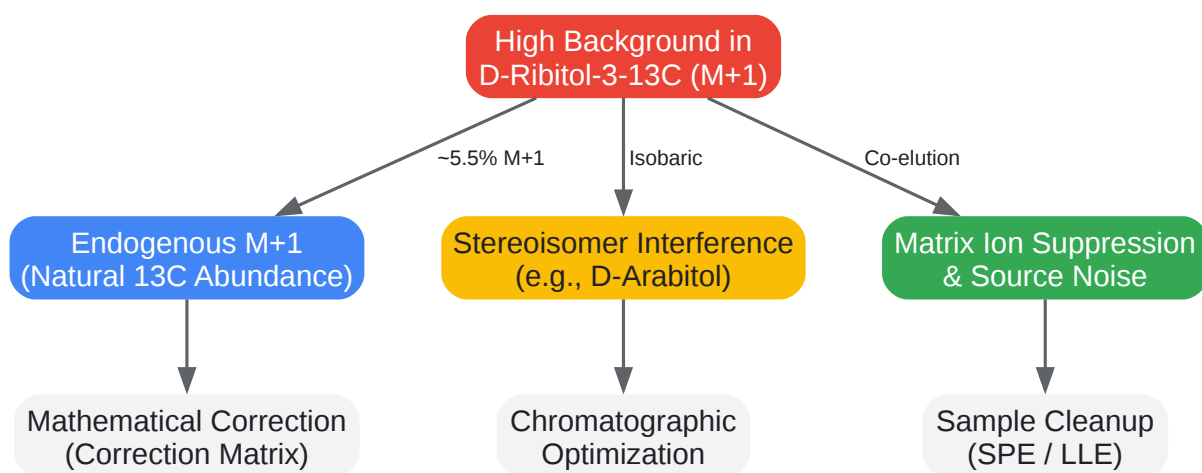 High Background in
D-Ribitol-3-13C (M+1)
~5.5% M+1
Isobaric
Co-elution
Endogenous M+1
(Natural 13C Abundance)
Stereoisomer Interference
(e.g., D-Arabitol)
Matrix Ion Suppression
& Source Noise
Mathematical Correction
(Correction Matrix)
Chromatographic
Optimization
Sample Cleanup
(SPE / LLE)